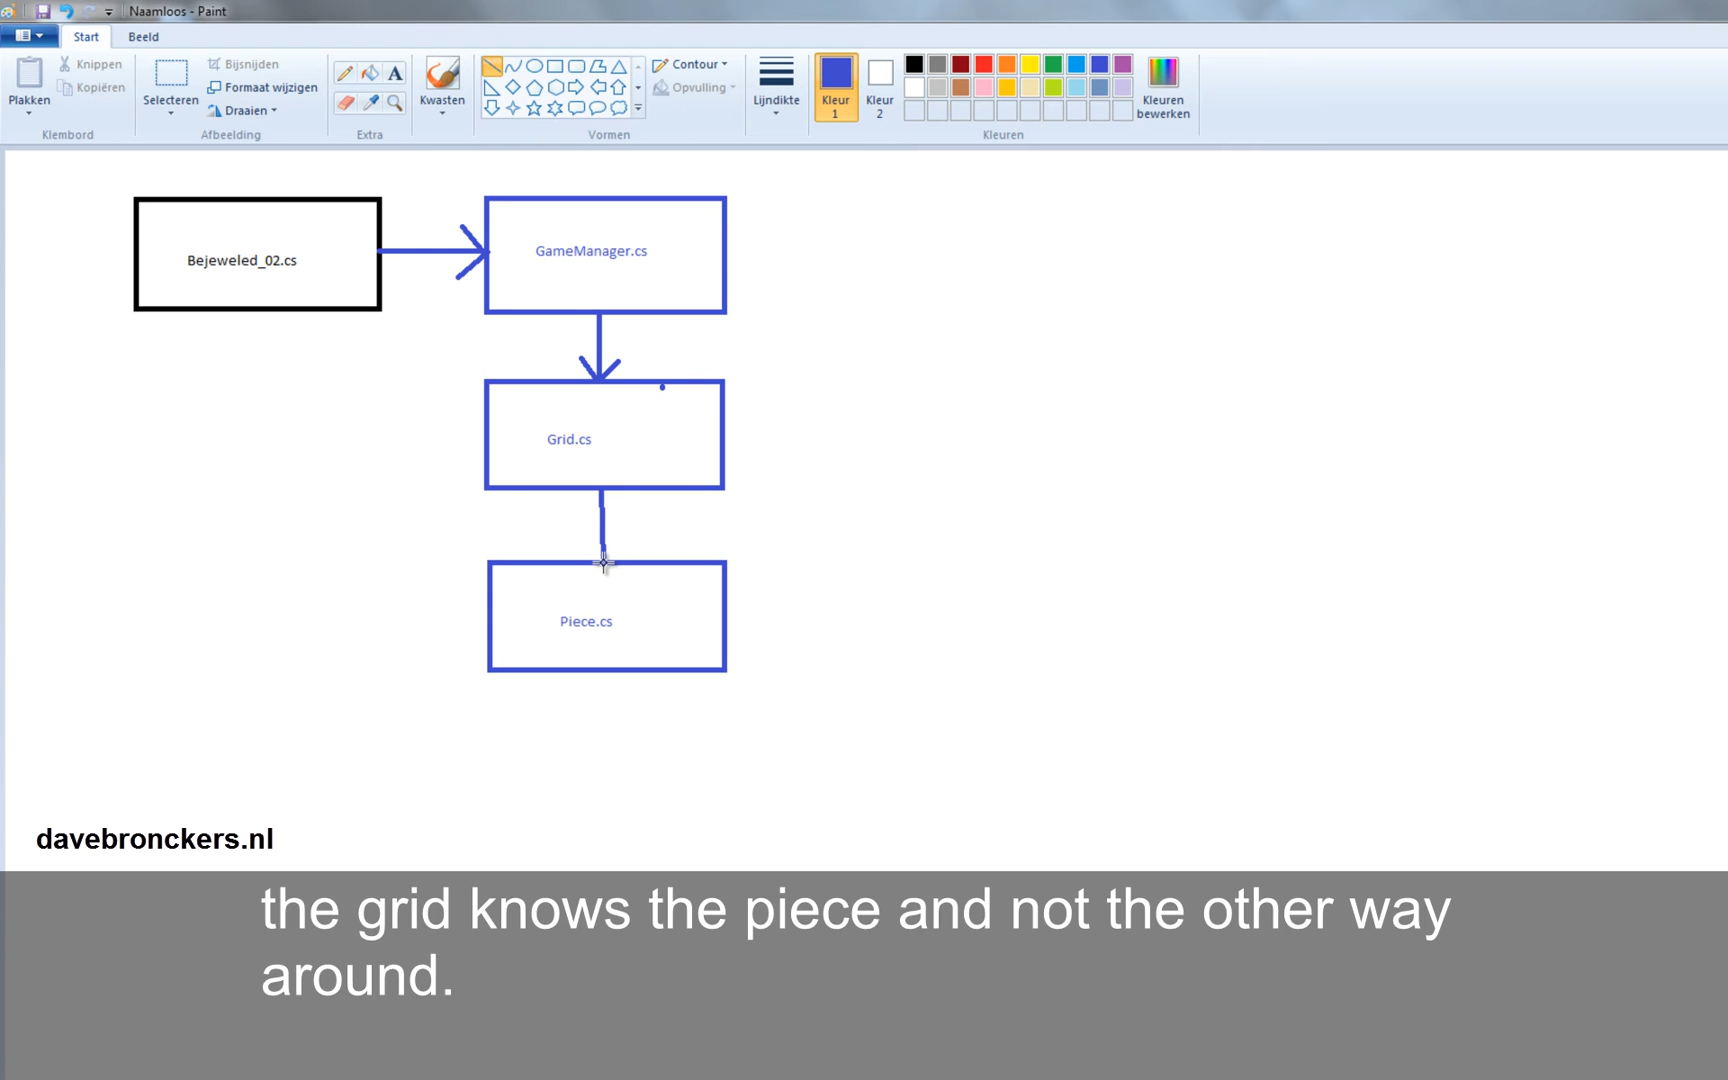 Naamloos - Paint
Start Beeld
Plakken
Knippen
Kopiëren
Klembord
Selecteren
Bijsnijden
Formaat wijzigen
Draaien
Afbeelding
A
Extra
Kwasten
Contour
Opvulling
Vormen
Lijndikte
Kleur
1
Kleur
2
Kleuren
bewerken
Kleuren
Bejeweled_02.cs
GameManager.cs
Grid.cs
Piece.cs
davebronckers.nl
the grid knows the piece and not the other way
around.